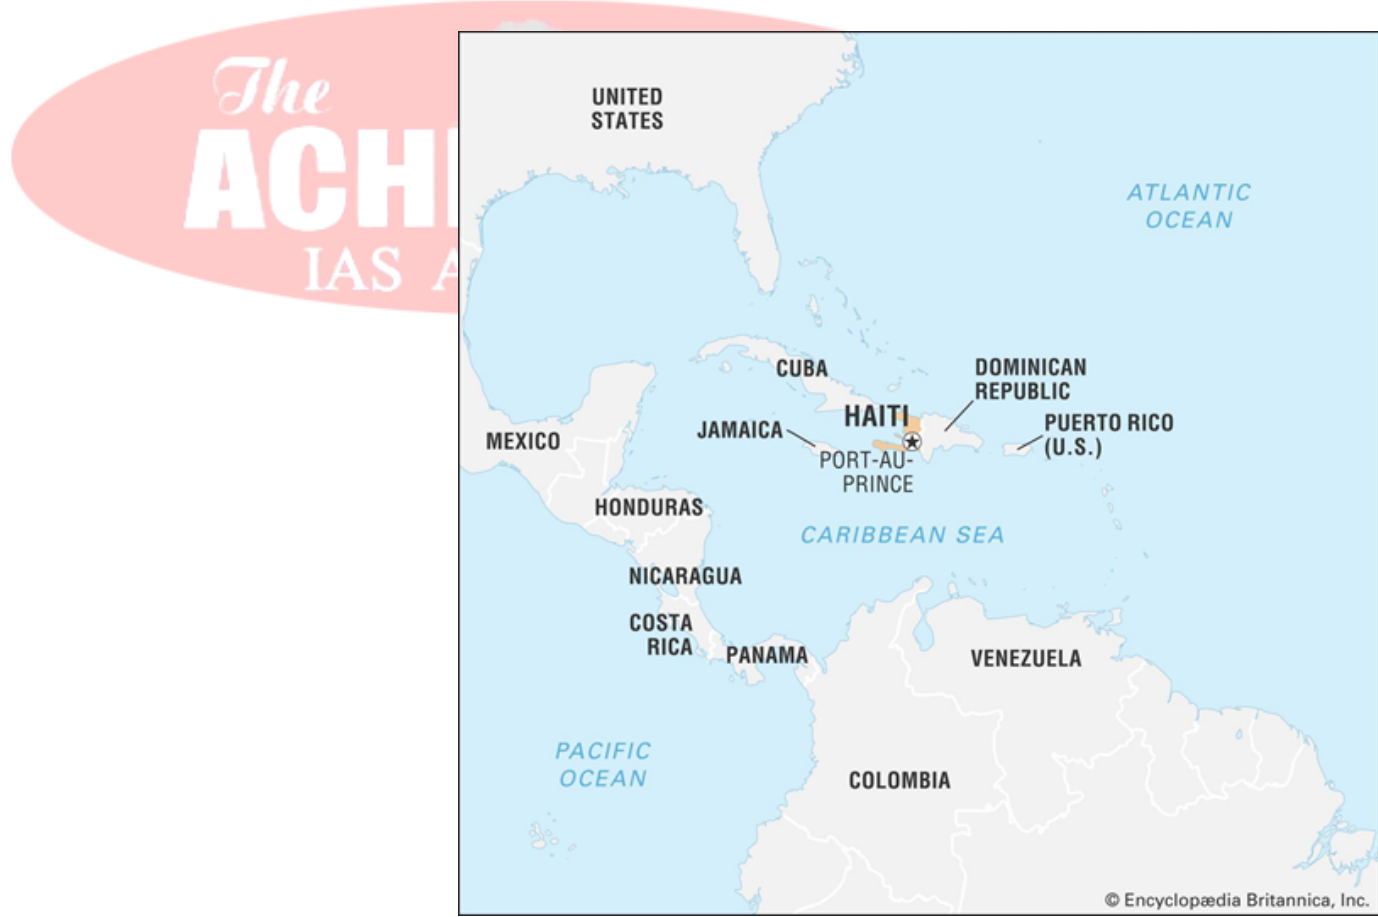 The
ACH
IAS A
UNITED
STATES
ATLANTIC
OCEAN
CUBA
DOMINICAN
REPUBLIC
HAITI
PUERTO RICO
(U.S.)
JAMAICA
MEXICO
PORT-AU-
PRINCE
HONDURAS
CARIBBEAN SEA
NICARAGUA
COSTA
RICA
PANAMA
VENEZUELA
PACIFIC
OCEAN
COLOMBIA
© Encyclopædia Britannica, Inc.